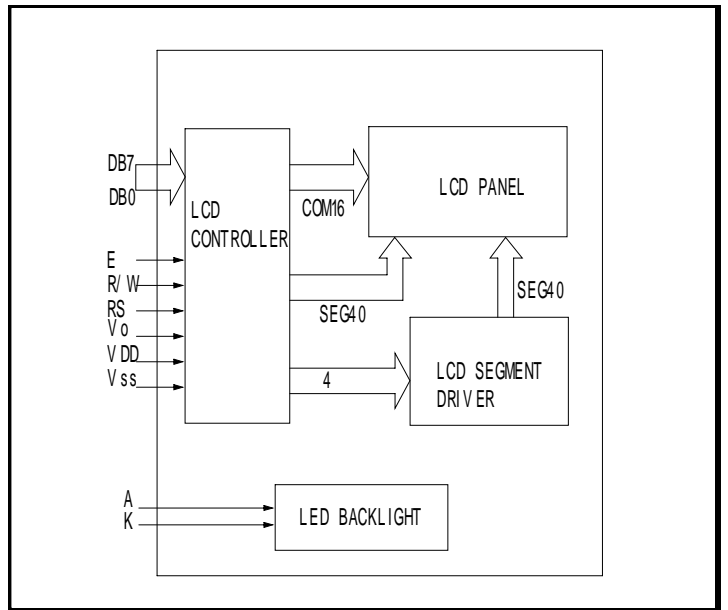 DB7
DB0
E
R/W
RS
Vo
VDD
Vss
LCD
CONTROLLER
COM16
SEG40
4
LCD PANEL
SEG40
LCD SEGMENT
DRIVER
A
K
LED BACKLIGHT